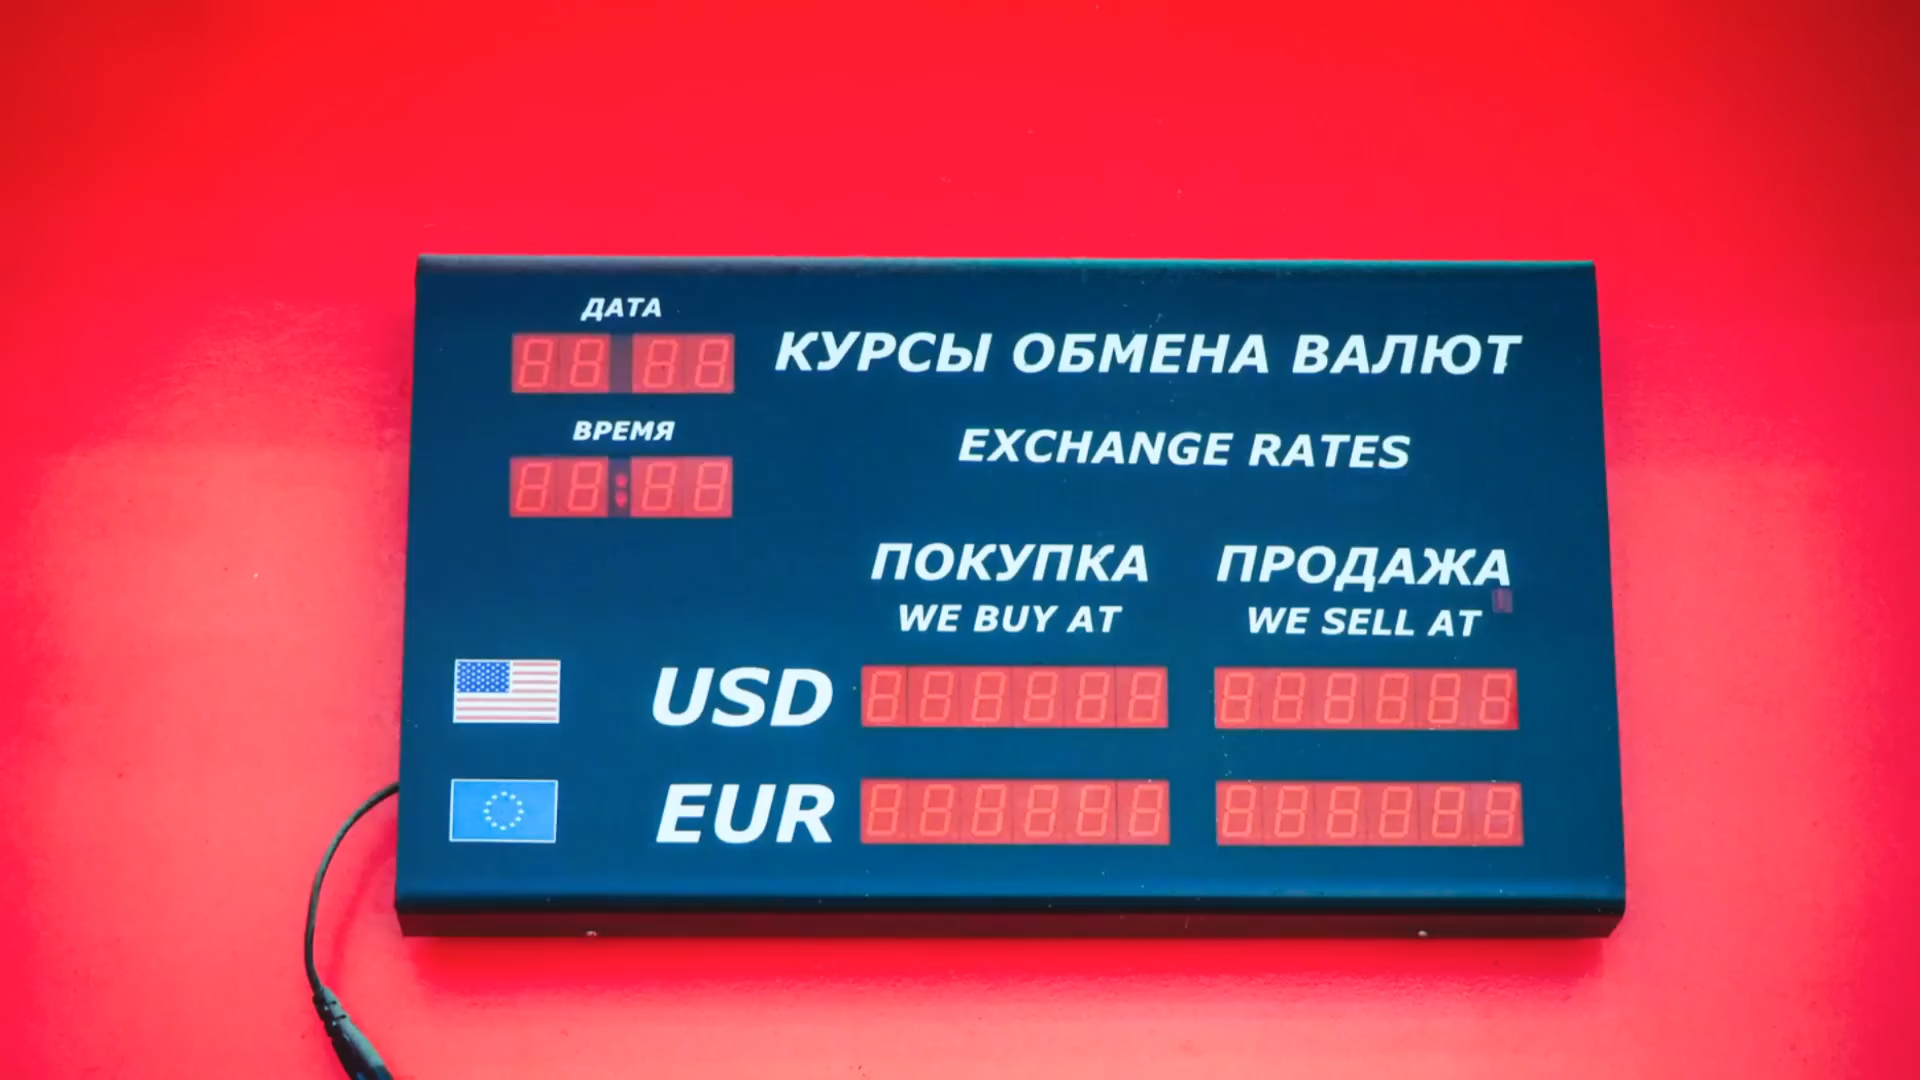 ДАТА
КУРСЫ ОБМЕНА ВАЛЮТ
ВРЕМЯ
EXCHANGE RATES
ПОКУПКА ПРОДАЖА
WE BUY AT WE SELL AT
USD
EUR